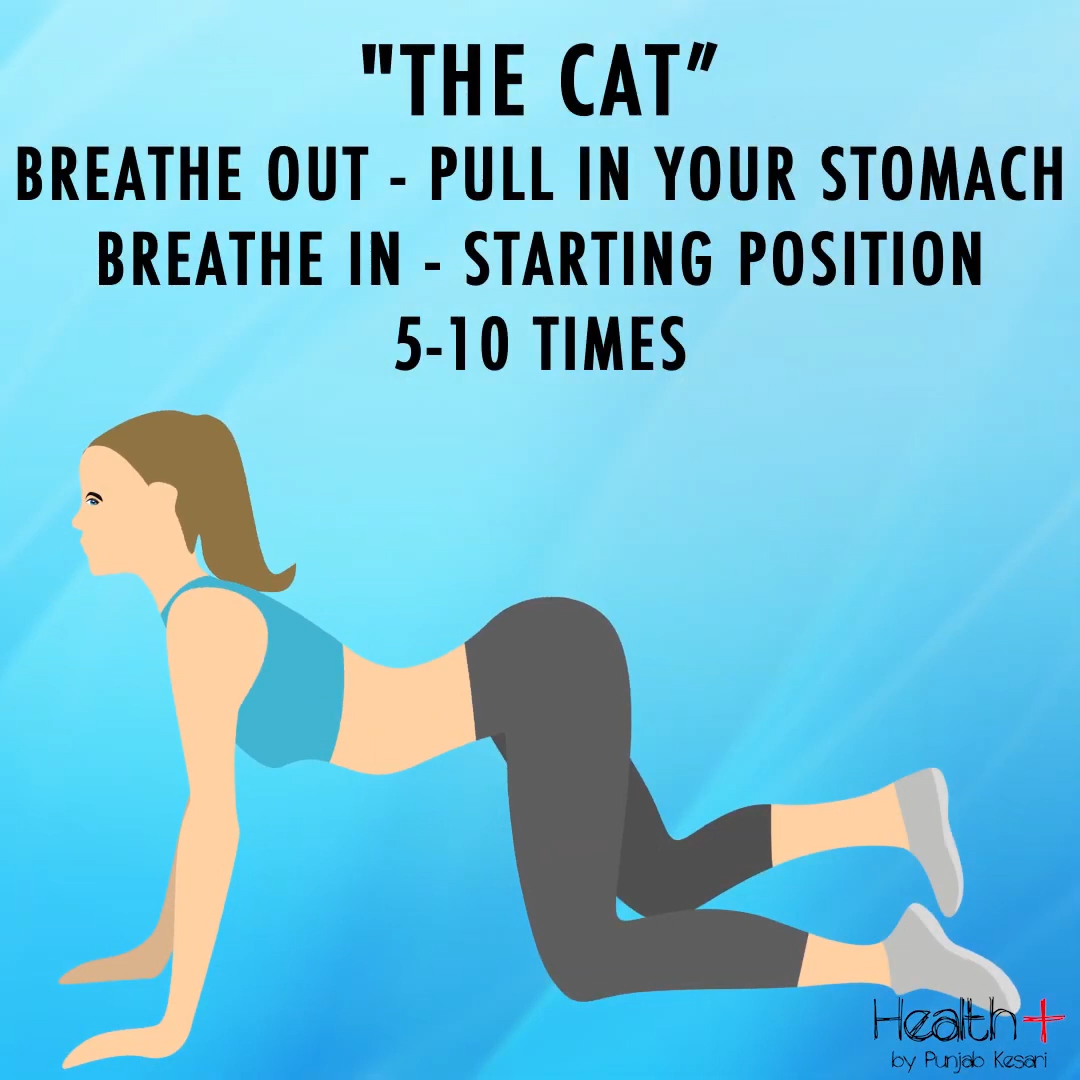 "THE CAT”
BREATHE OUT - PULL IN YOUR STOMACH
BREATHE IN - STARTING POSITION
5-10 TIMES
Health+
by Punjab Kesari